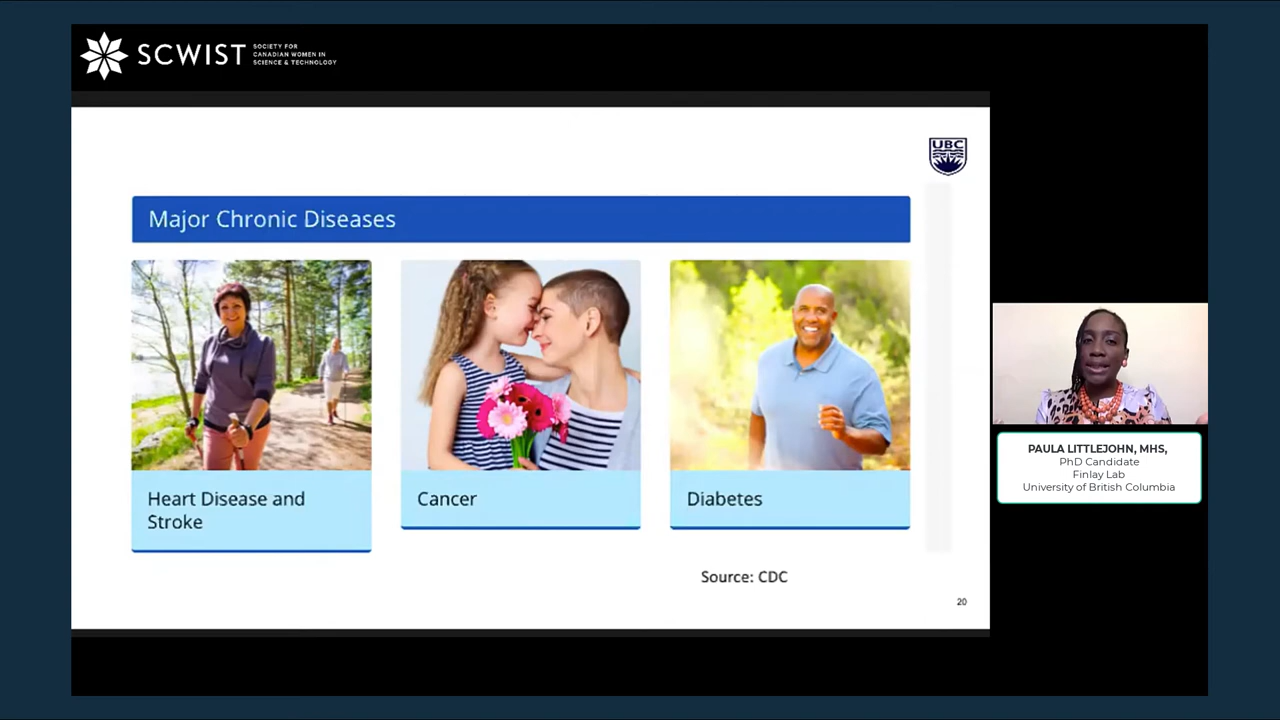 SCWIST
SOCIETY FOR
CANADIAN WOMEN IN
SCIENCE & TECHNOLOGY
UBC
Major Chronic Diseases
Heart Disease and
Stroke
Cancer
Diabetes
Source: CDC
20
PAULA LITTLEJOHN, MHS,
PhD Candidate
Finlay Lab
University of British Columbia